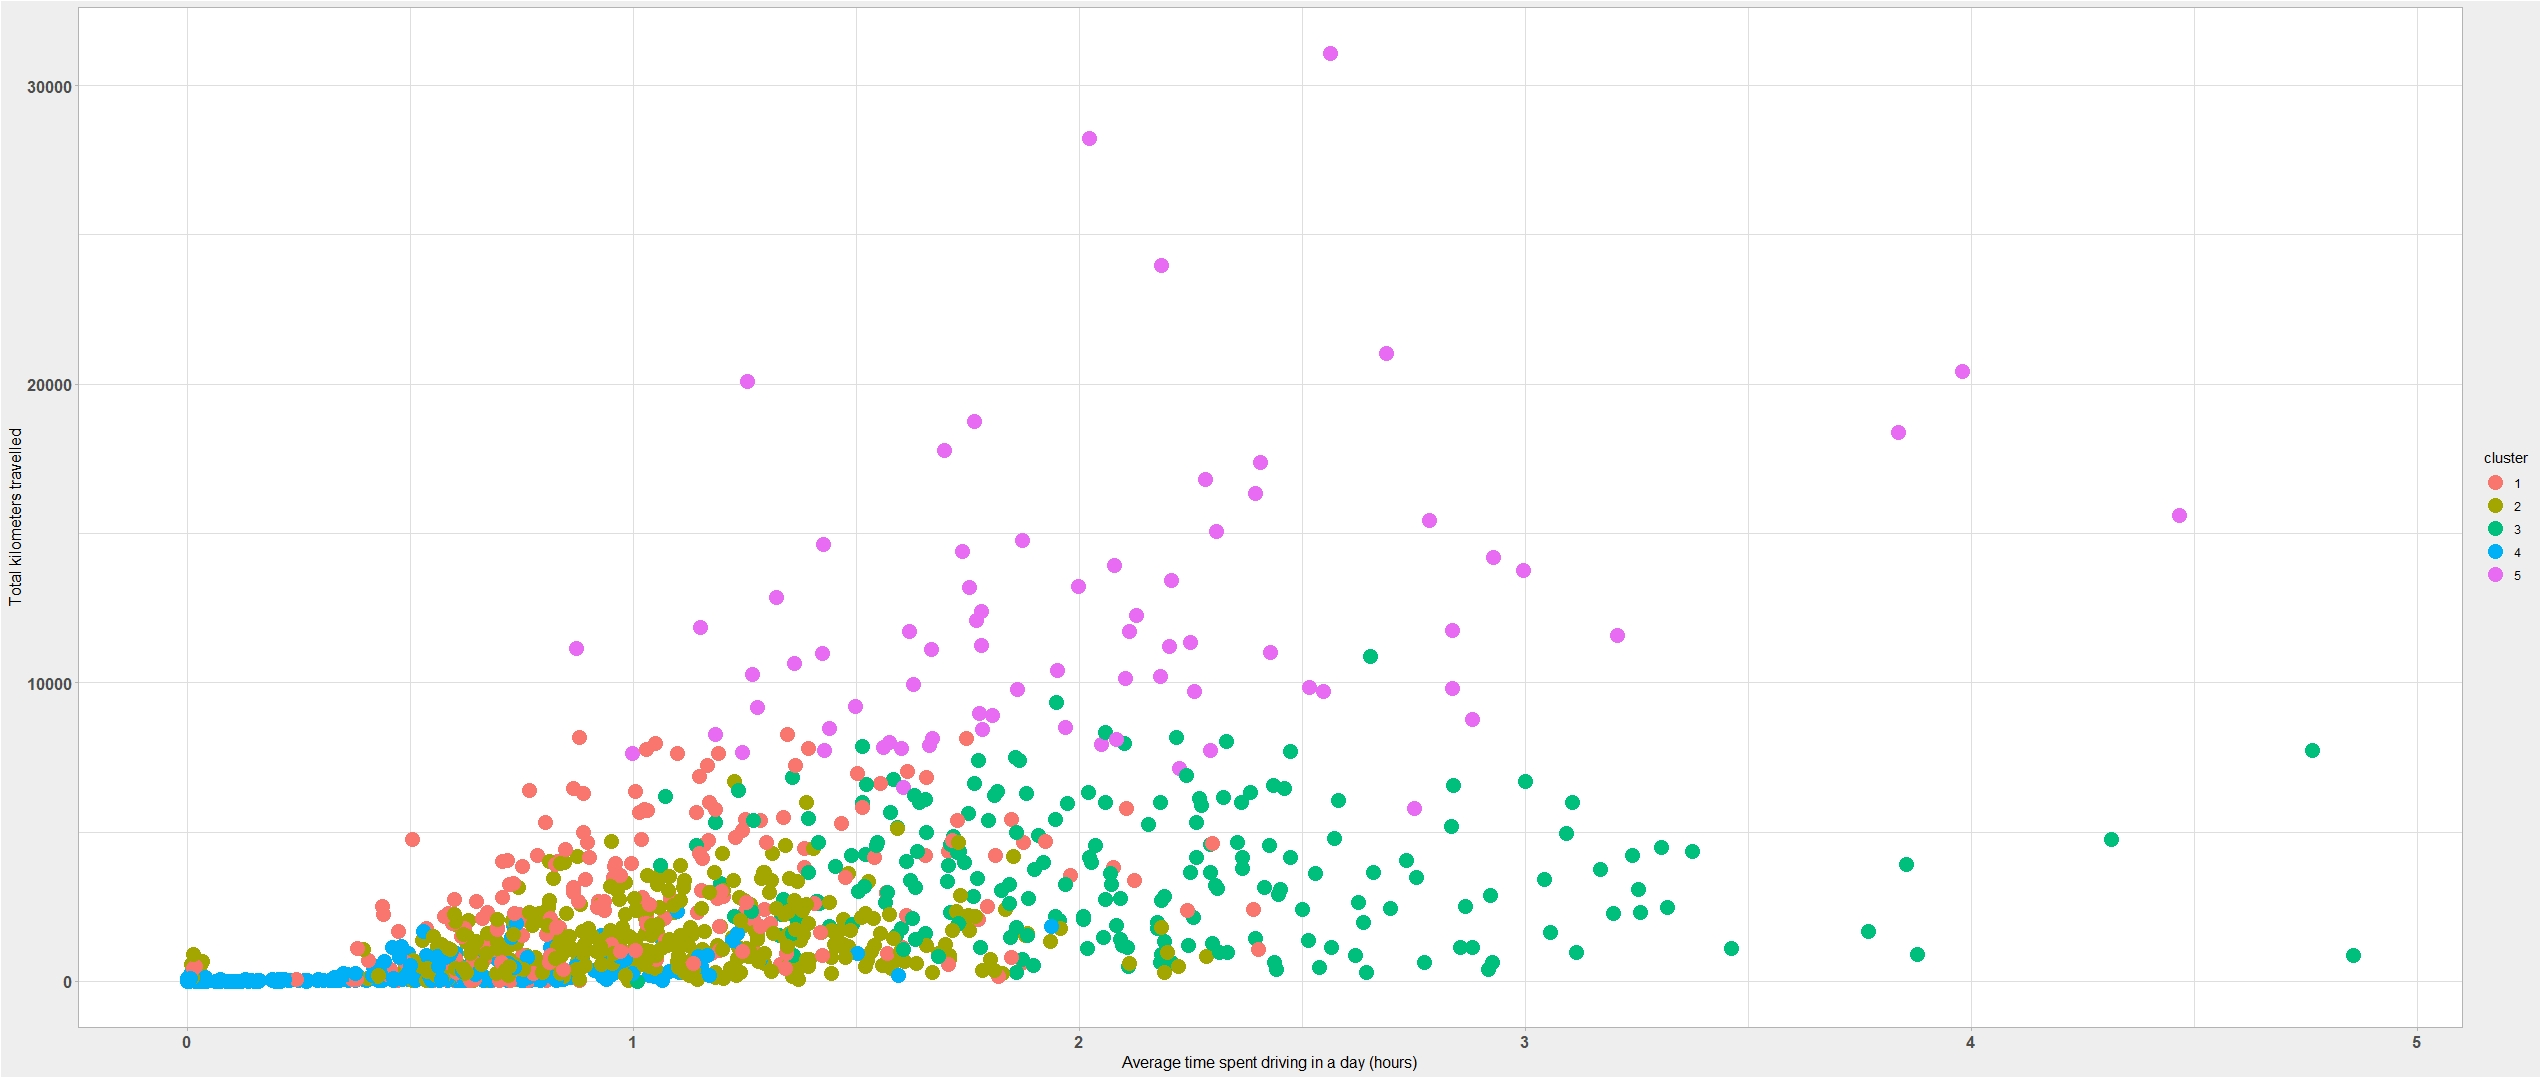 30000
20000
10000
0
Total kilometers travelled
0 1 2 3 4 5
Average time spent driving in a day (hours)
cluster
1
2
3
4
5